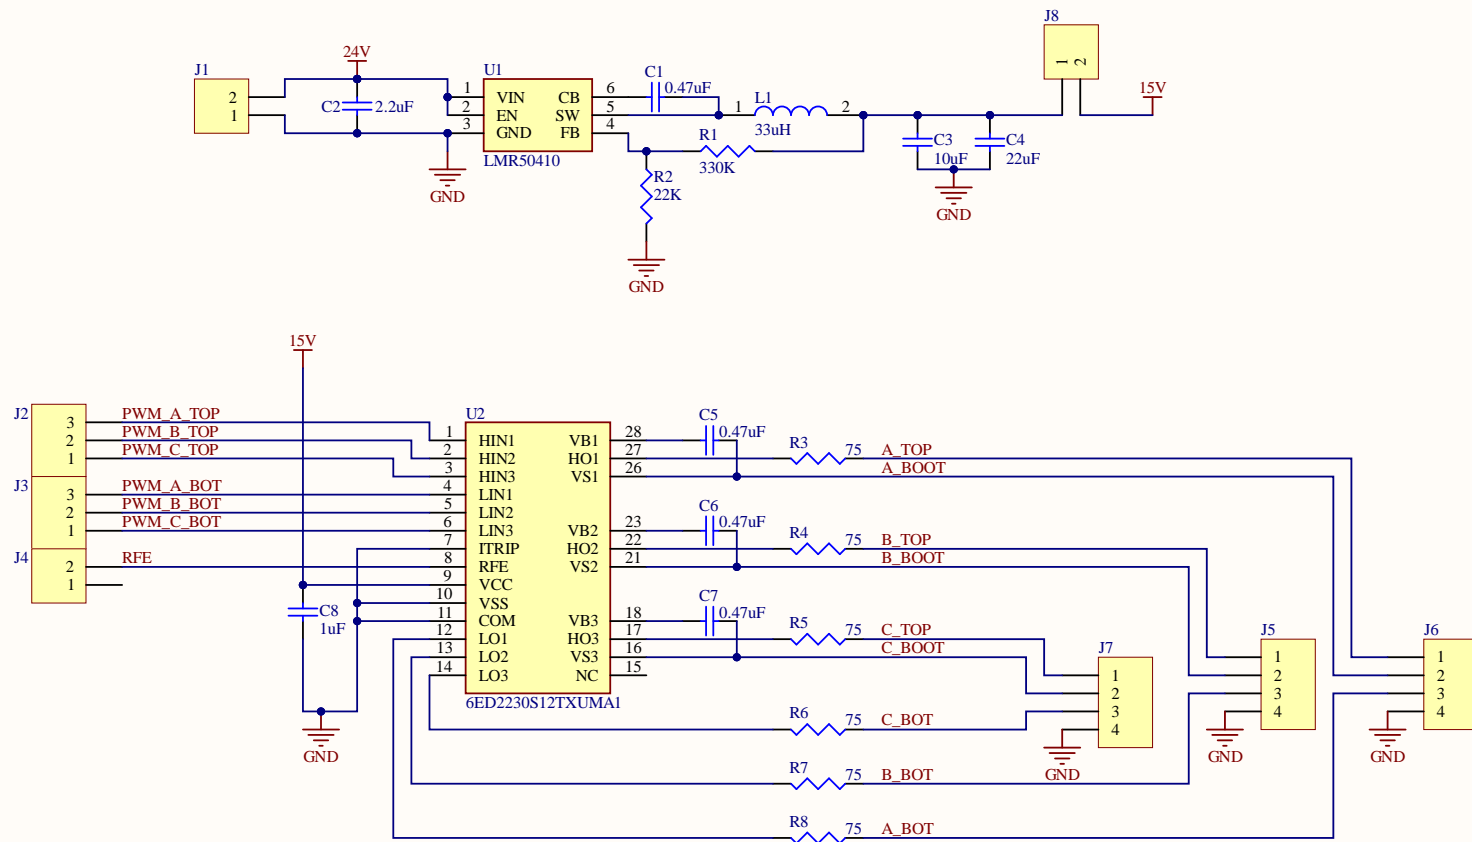 J8
1 2
24V
J1
2
1
C2 2.2uF
U1
1 VIN CB 6
2 EN SW 5
3 GND FB 4
LMR50410
C1
0.47uF
1 L1 2
33uH
15V
R1
330K
R2
22K
C3
10uF
C4
22uF
GND
GND
GND
15V
J2
3 PWM_A_TOP
2 PWM_B_TOP
1 PWM_C_TOP
J3
3 PWM_A_BOT
2 PWM_B_BOT
1 PWM_C_BOT
J4
2 RFE
1
C8
1uF
GND
U2
1 HIN1 VB1 28
2 HIN2 HO1 27
3 HIN3 VS1 26
4 LIN1
5 LIN2 VB2 23
6 LIN3 HO2 22
7 ITRIP VS2 21
8 RFE
9 VCC
10 VSS VB3 18
11 COM HO3 17
12 LO1 VS3 16
13 LO2 NC 15
14 LO3
6ED2230S12TXUMA1
C5
0.47uF
R3 75 A_TOP
A_BOOT
C6
0.47uF
R4 75 B_TOP
B_BOOT
C7
0.47uF
R5 75 C_TOP
C_BOOT
R6 75 C_BOT
R7 75 B_BOT
R8 75 A_BOT
J7
1
2
3
4
GND
J5
1
2
3
4
GND
J6
1
2
3
4
GND